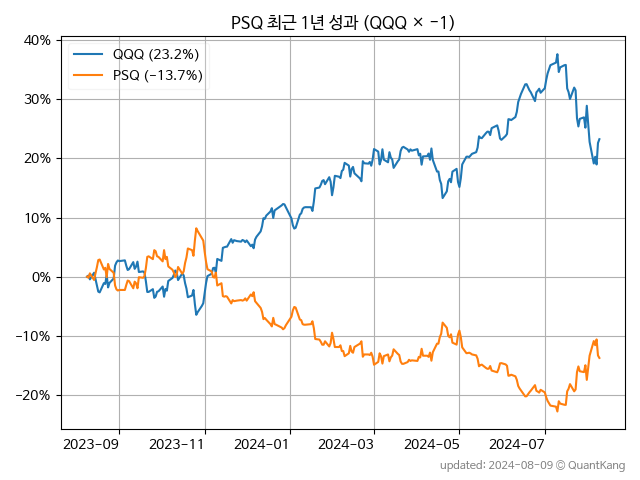 PSQ 최근 1년 성과 (QQQ × −1)
QQQ (23.2%)
PSQ (−13.7%)
40%
30%
20%
10%
0%
−10%
−20%
2023-09 2023-11 2024-01 2024-03 2024-05 2024-07
updated: 2024-08-09 © QuantKang